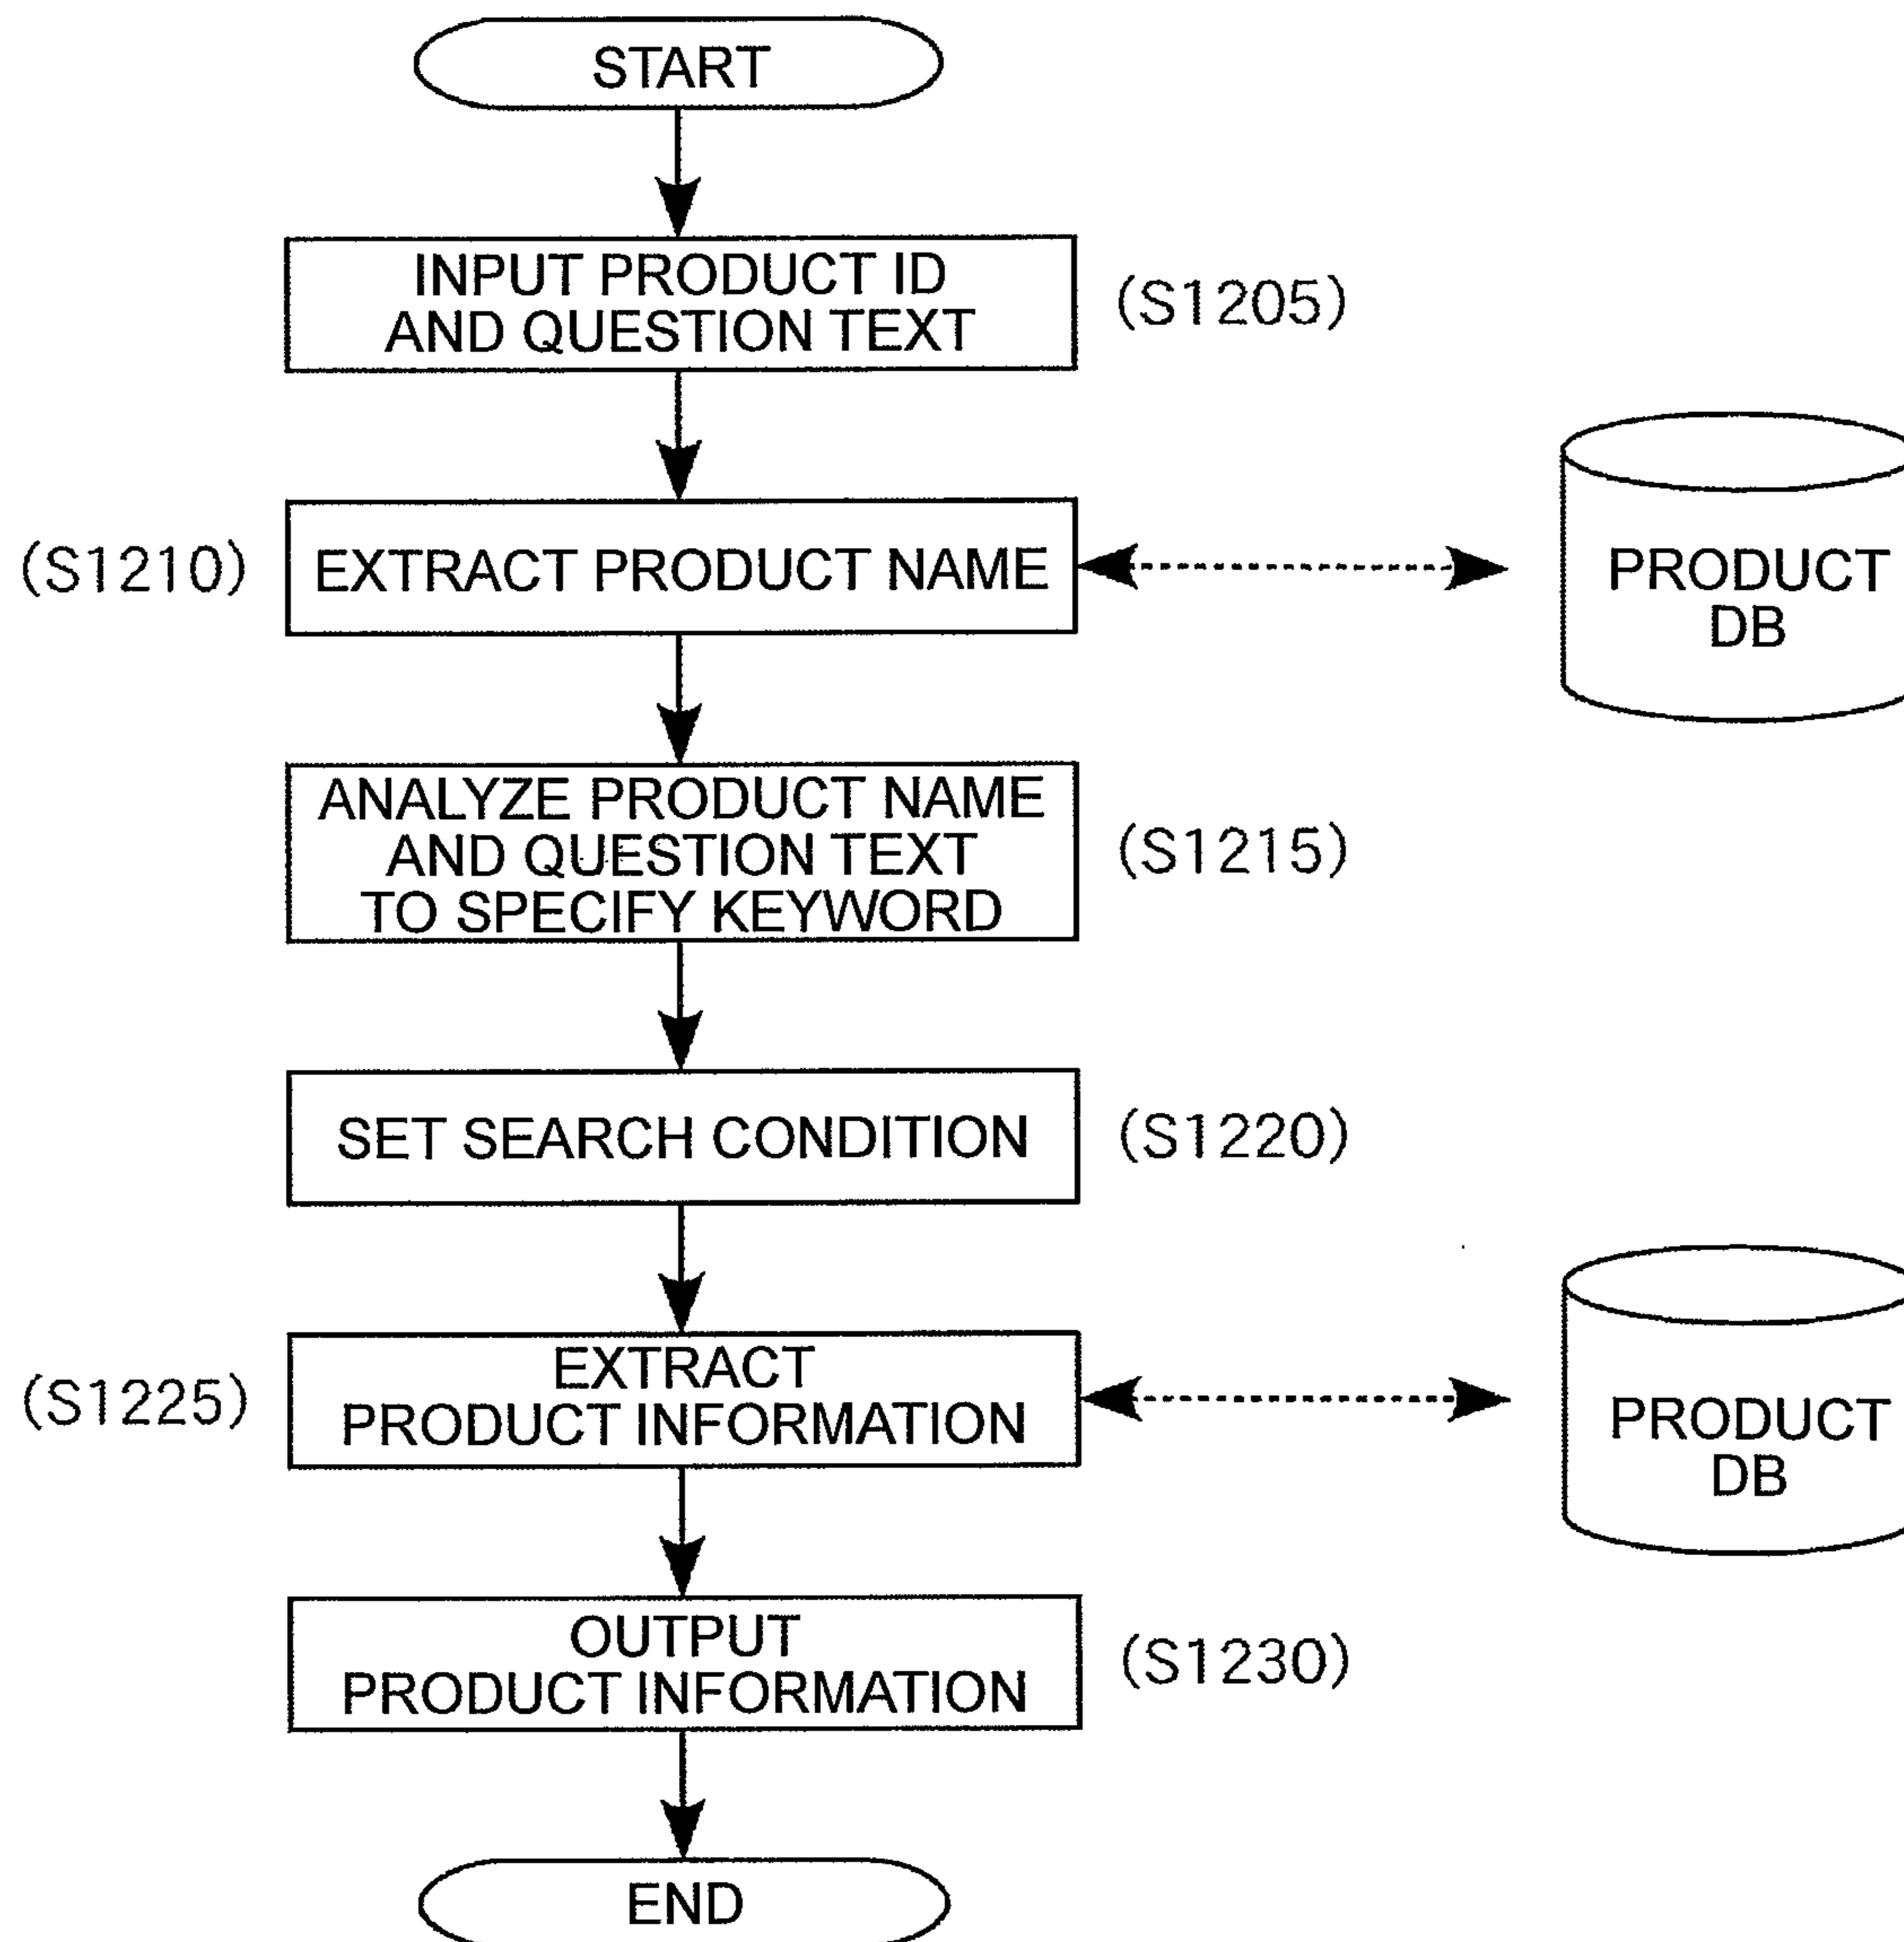 START
INPUT PRODUCT ID
AND QUESTION TEXT
(S1205)
(S1210)
EXTRACT PRODUCT NAME
PRODUCT
DB
ANALYZE PRODUCT NAME
AND QUESTION TEXT
TO SPECIFY KEYWORD
(S1215)
SET SEARCH CONDITION
(S1220)
(S1225)
EXTRACT
PRODUCT INFORMATION
PRODUCT
DB
OUTPUT
PRODUCT INFORMATION
(S1230)
END